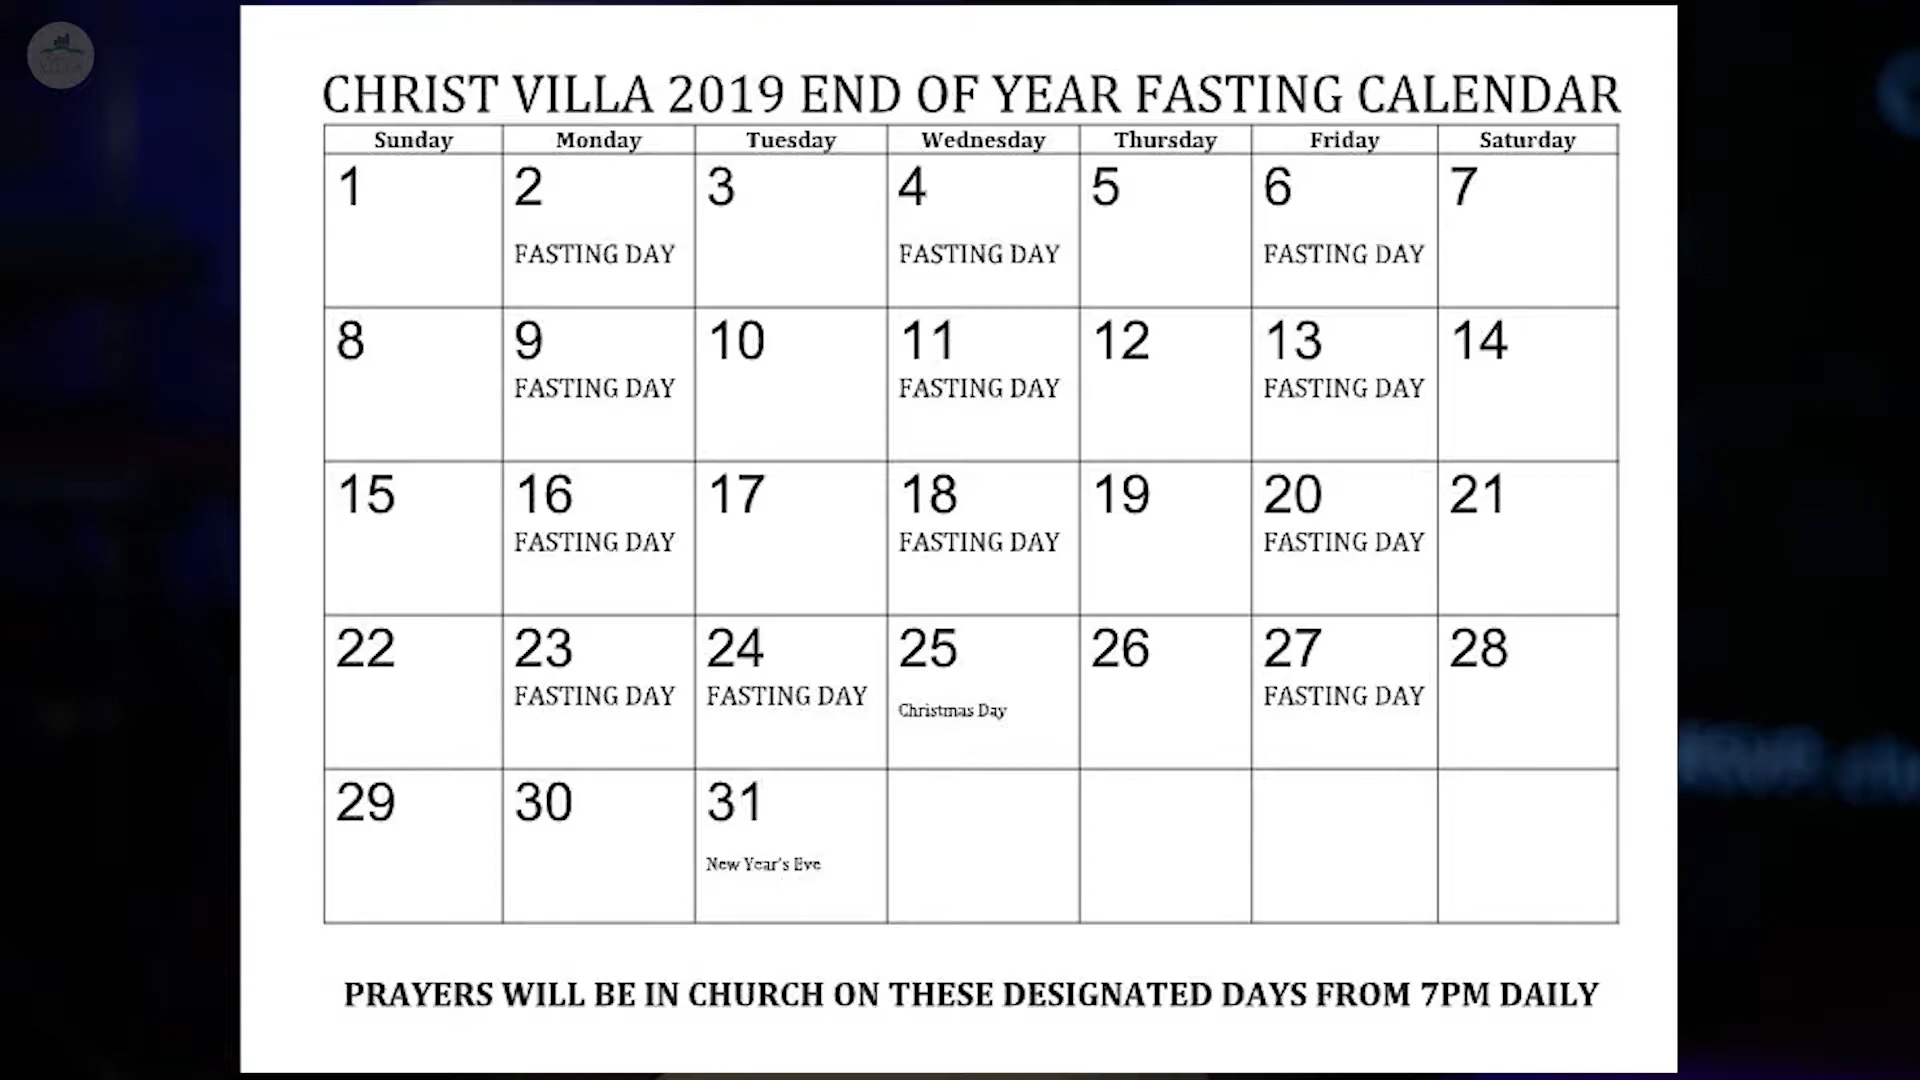 CHRIST VILLA 2019 END OF YEAR FASTING CALENDAR
Sunday Monday Tuesday Wednesday Thursday Friday Saturday
1 2 3 4 5 6 7
FASTING DAY FASTING DAY FASTING DAY
8 9 10 11 12 13 14
FASTING DAY FASTING DAY FASTING DAY
15 16 17 18 19 20 21
FASTING DAY FASTING DAY FASTING DAY
22 23 24 25 26 27 28
FASTING DAY FASTING DAY Christmas Day FASTING DAY
29 30 31
New Year's Eve
PRAYERS WILL BE IN CHURCH ON THESE DESIGNATED DAYS FROM 7PM DAILY